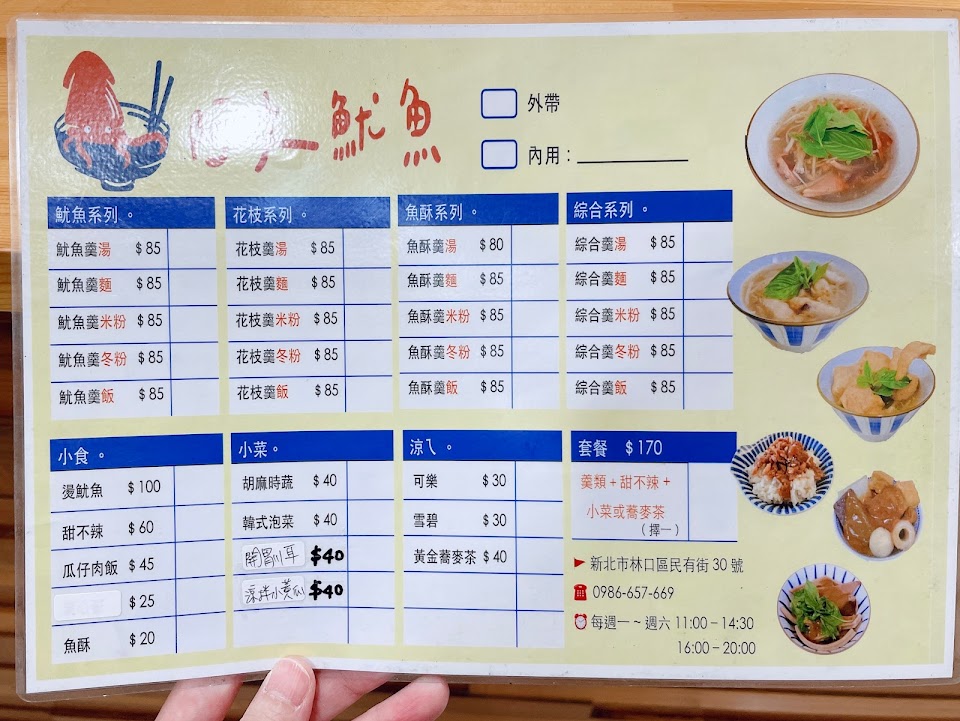 魷魚
外帶
內用：
魷魚系列。
魷魚羹湯 $85
魷魚羹麵 $85
魷魚羹米粉 $85
魷魚羹冬粉 $85
魷魚羹飯 $85
花枝系列。
花枝羹湯 $85
花枝羹麵 $85
花枝羹米粉 $85
花枝羹冬粉 $85
花枝羹飯 $85
魚酥系列。
魚酥羹湯 $80
魚酥羹麵 $85
魚酥羹米粉 $85
魚酥羹冬粉 $85
魚酥羹飯 $85
綜合系列。
綜合羹湯 $85
綜合羹麵 $85
綜合羹米粉 $85
綜合羹冬粉 $85
綜合羹飯 $85
小食。
燙魷魚 $100
甜不辣 $60
瓜仔肉飯 $45
$25
魚酥 $20
小菜。
胡麻時蔬 $40
韓式泡菜 $40
開胃川耳 $40
涼拌小黃瓜 $40
涼ㄟ。
可樂 $30
雪碧 $30
黃金蕎麥茶 $40
套餐 $170
羹類+甜不辣+
小菜或蕎麥茶
(擇一)
新北市林口區民有街30號
0986-657-669
每週一~週六 11:00–14:30
16:00–20:00